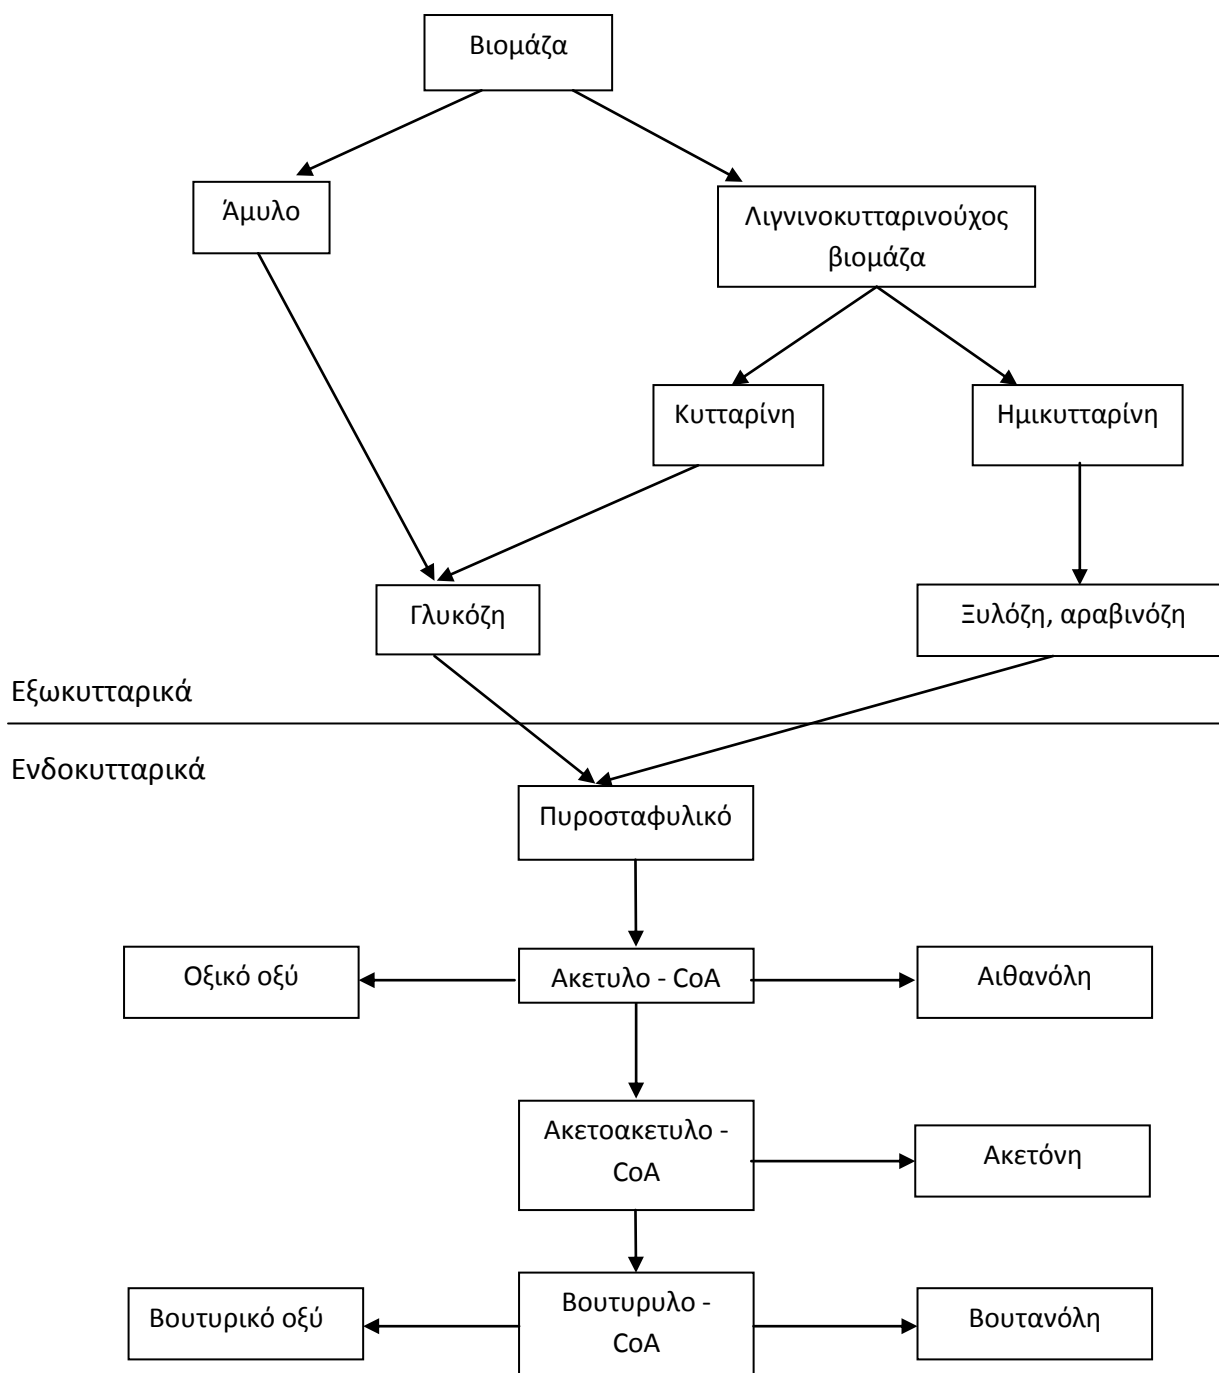 Βιομάζα
Άμυλο
Λιγνινοκυτταρινούχος
βιομάζα
Κυτταρίνη
Ημικυτταρίνη
Γλυκόζη
Ξυλόζη, αραβινόζη
Εξωκυτταρικά
Ενδοκυτταρικά
Πυροσταφυλικό
Οξικό οξύ
Ακετυλο - CoA
Αιθανόλη
Ακετοακετυλο -
CoA
Ακετόνη
Βουτυρικό οξύ
Βουτυρυλο -
CoA
Βουτανόλη